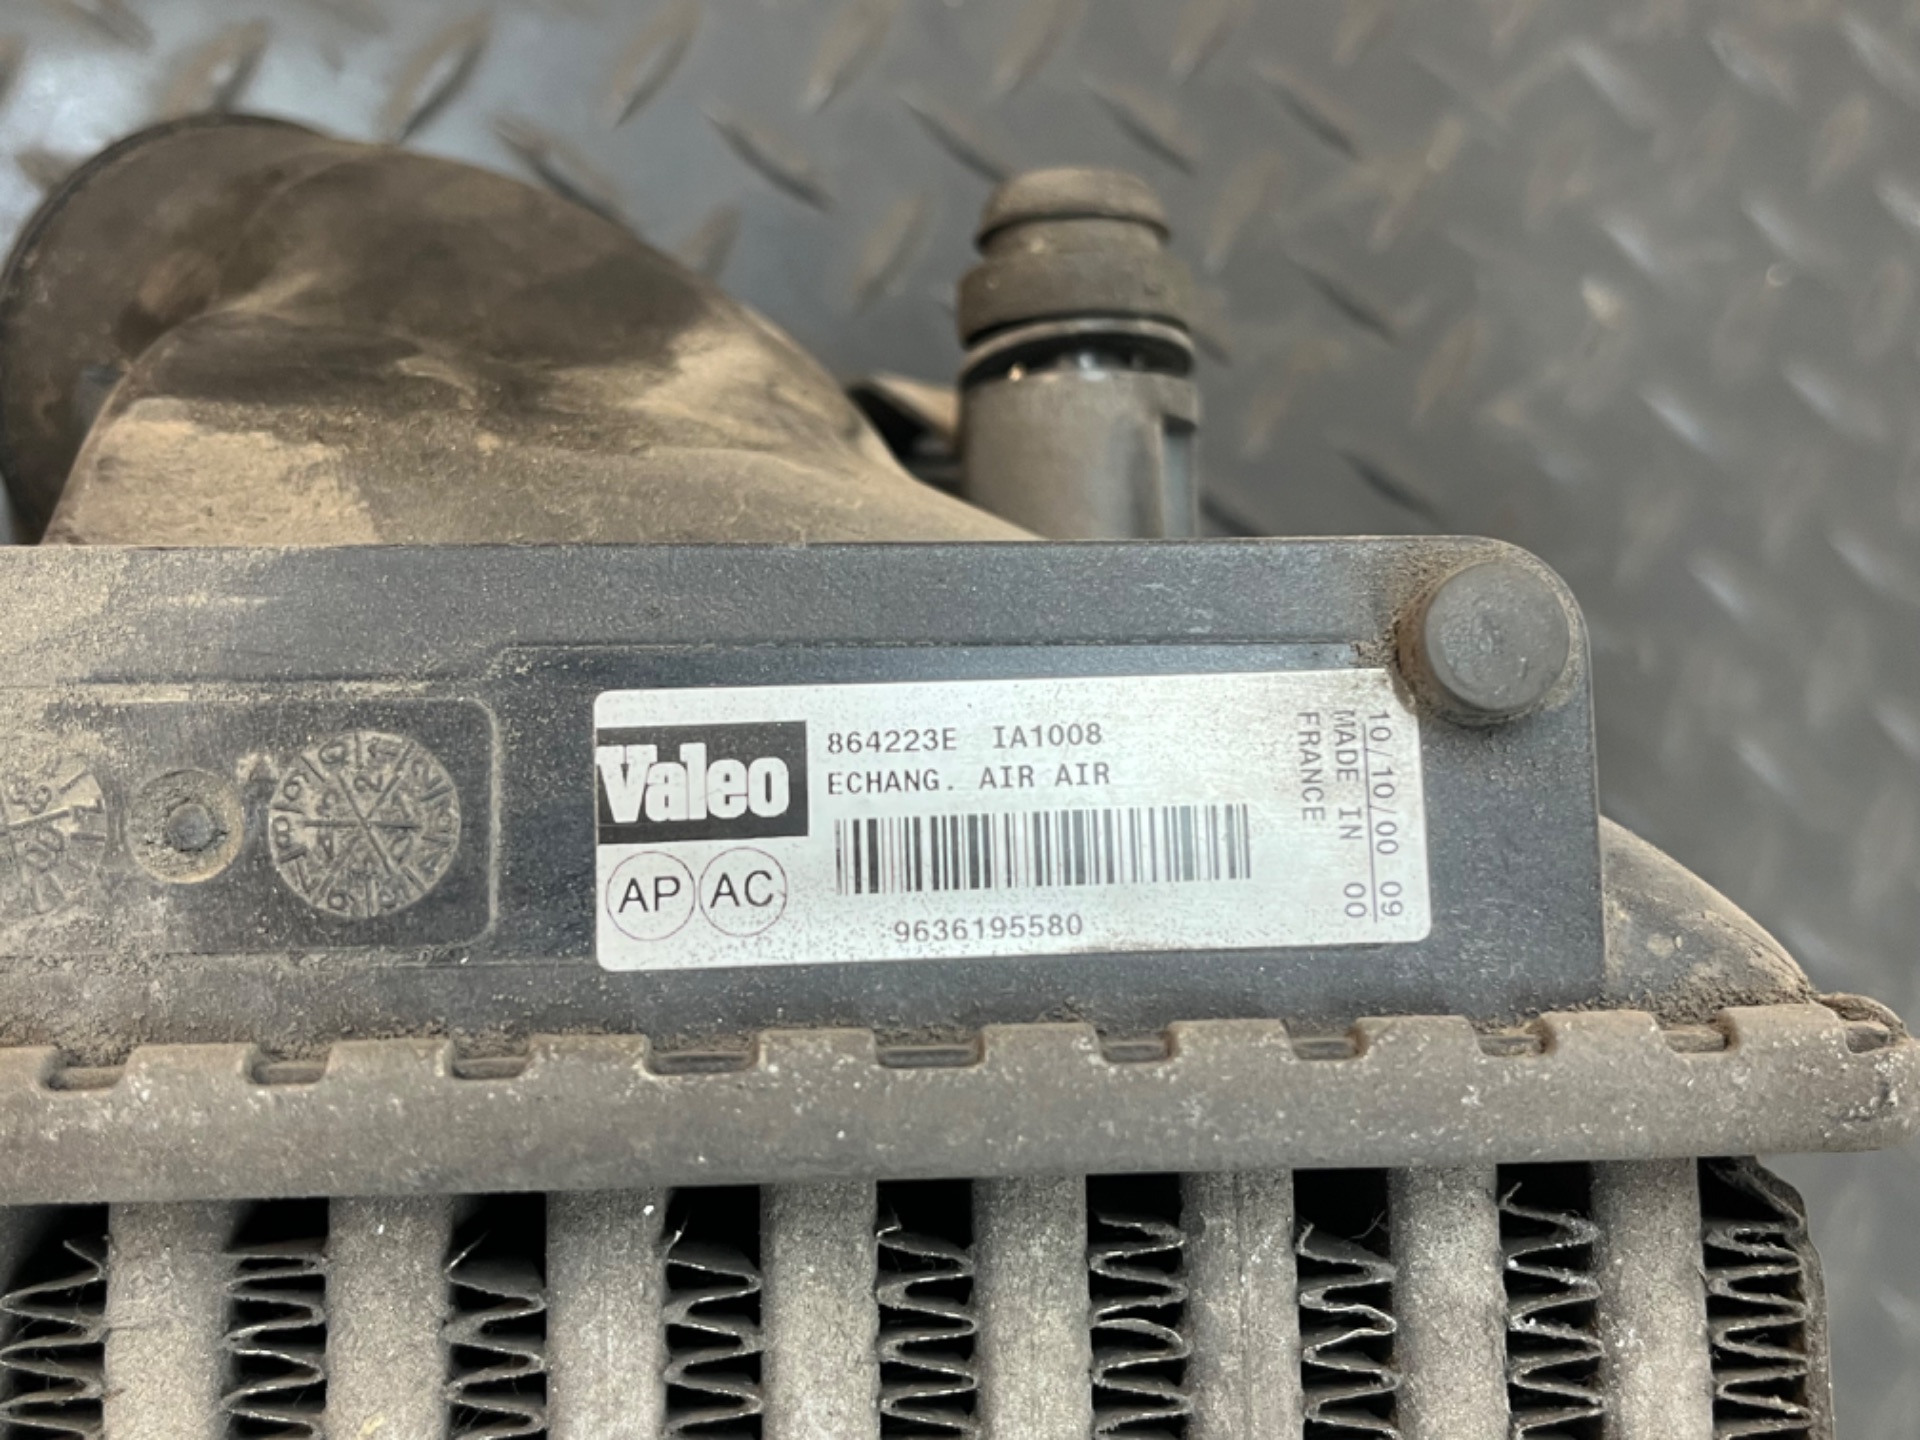 Valeo
864223E IA1008
ECHANG. AIR AIR
AP AC
9636195580
10/10/00 09
MADE IN 00
FRANCE